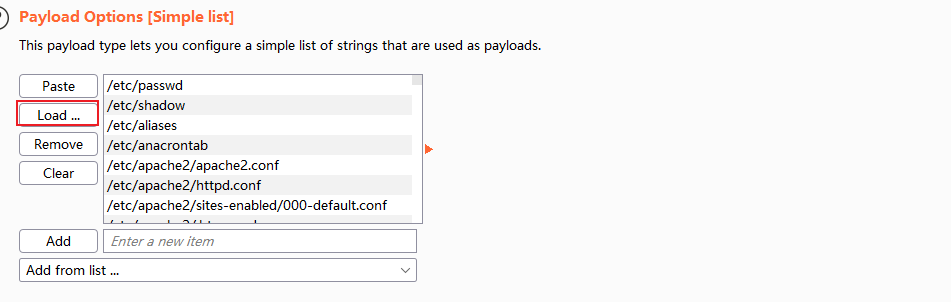 Payload Options [Simple list]
This payload type lets you configure a simple list of strings that are used as payloads.
Paste
Load ...
Remove
Clear
/etc/passwd
/etc/shadow
/etc/aliases
/etc/anacrontab
/etc/apache2/apache2.conf
/etc/apache2/httpd.conf
/etc/apache2/sites-enabled/000-default.conf
Add
Enter a new item
Add from list ...